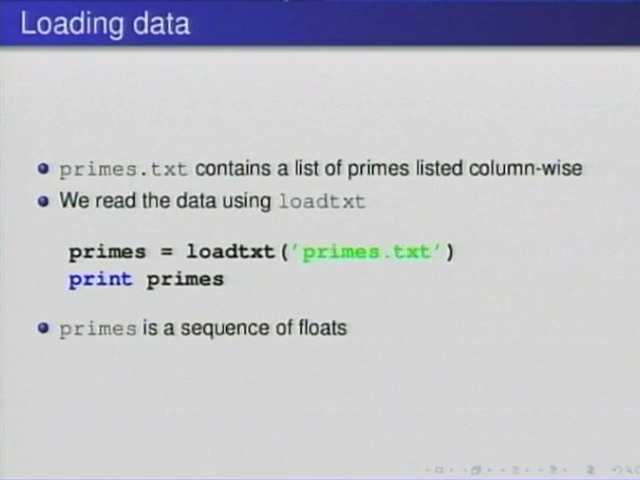 Loading data
primes.txt contains a list of primes listed column-wise
We read the data using loadtxt
primes = loadtxt('primes.txt')
print primes
primes is a sequence of floats